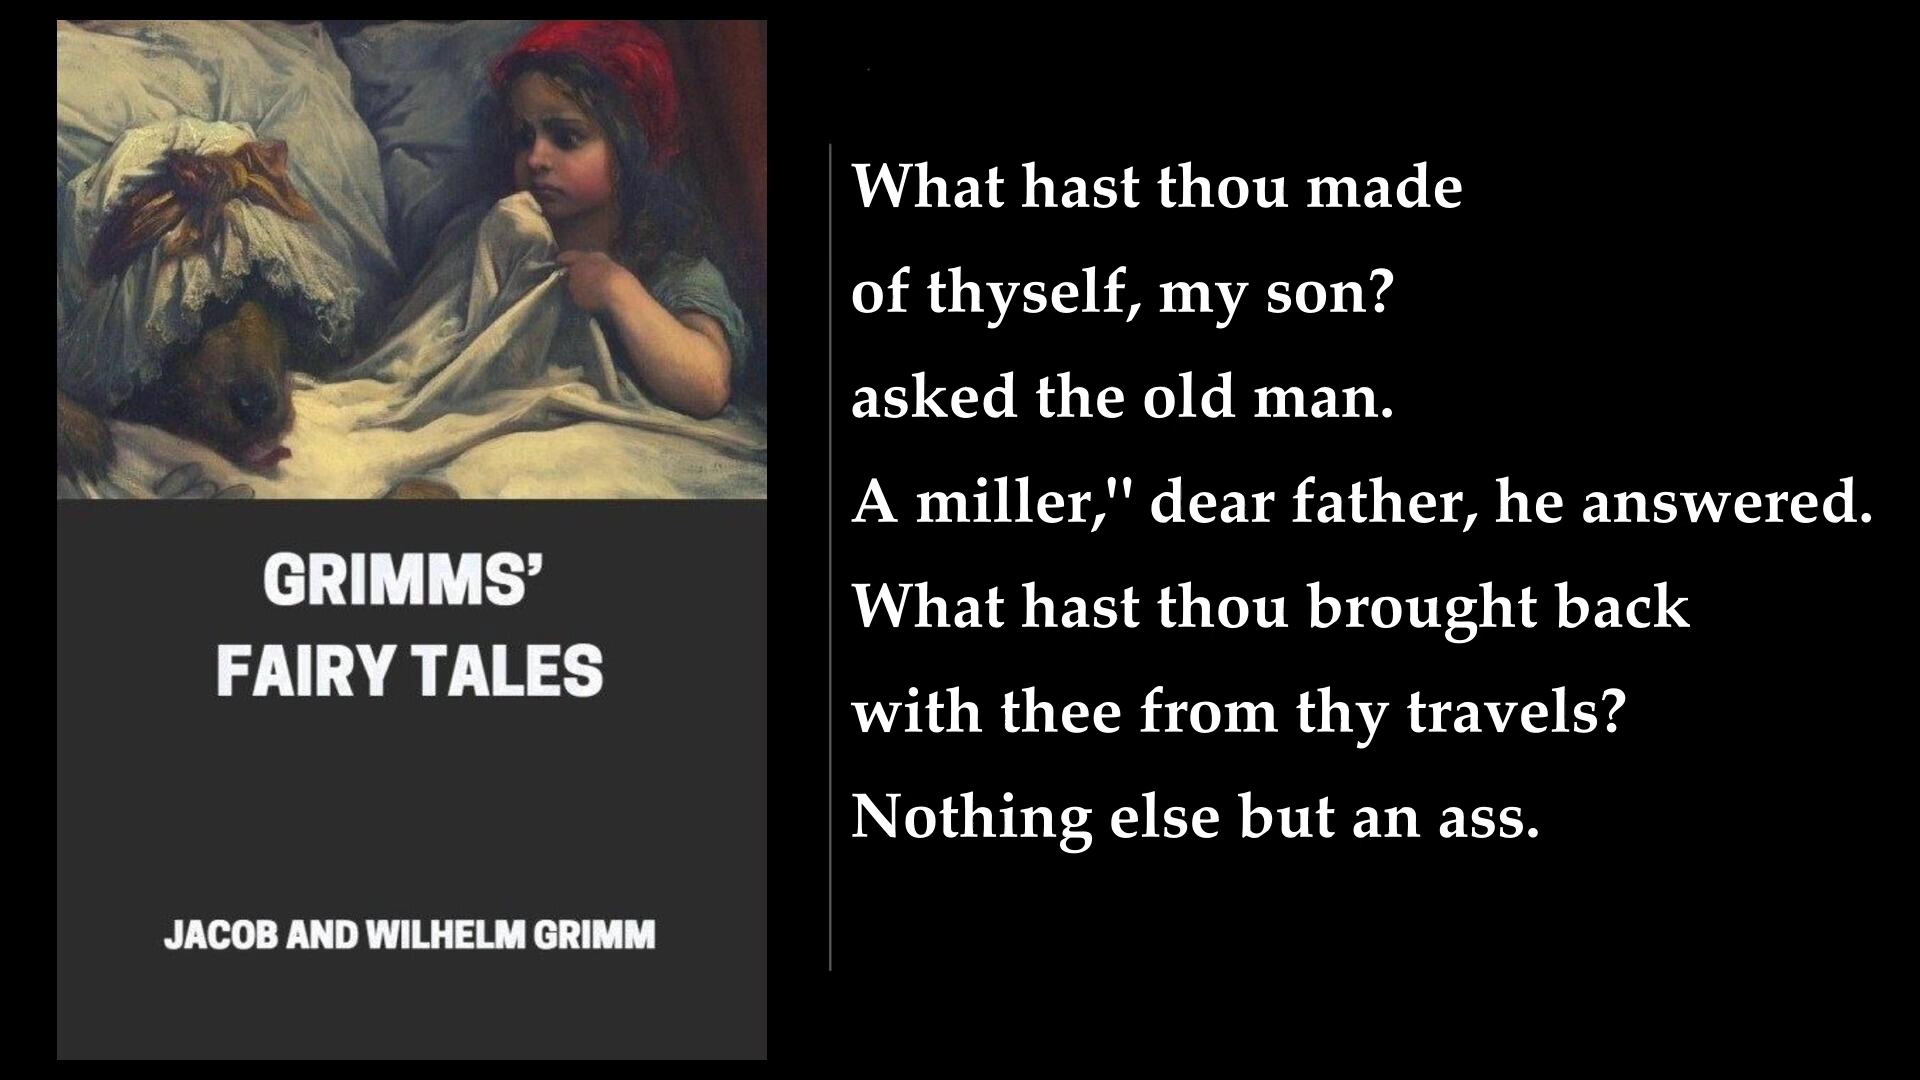 GRIMMS’
FAIRY TALES
JACOB AND WILHELM GRIMM
What hast thou made
of thyself, my son?
asked the old man.
A miller," dear father, he answered.
What hast thou brought back
with thee from thy travels?
Nothing else but an ass.